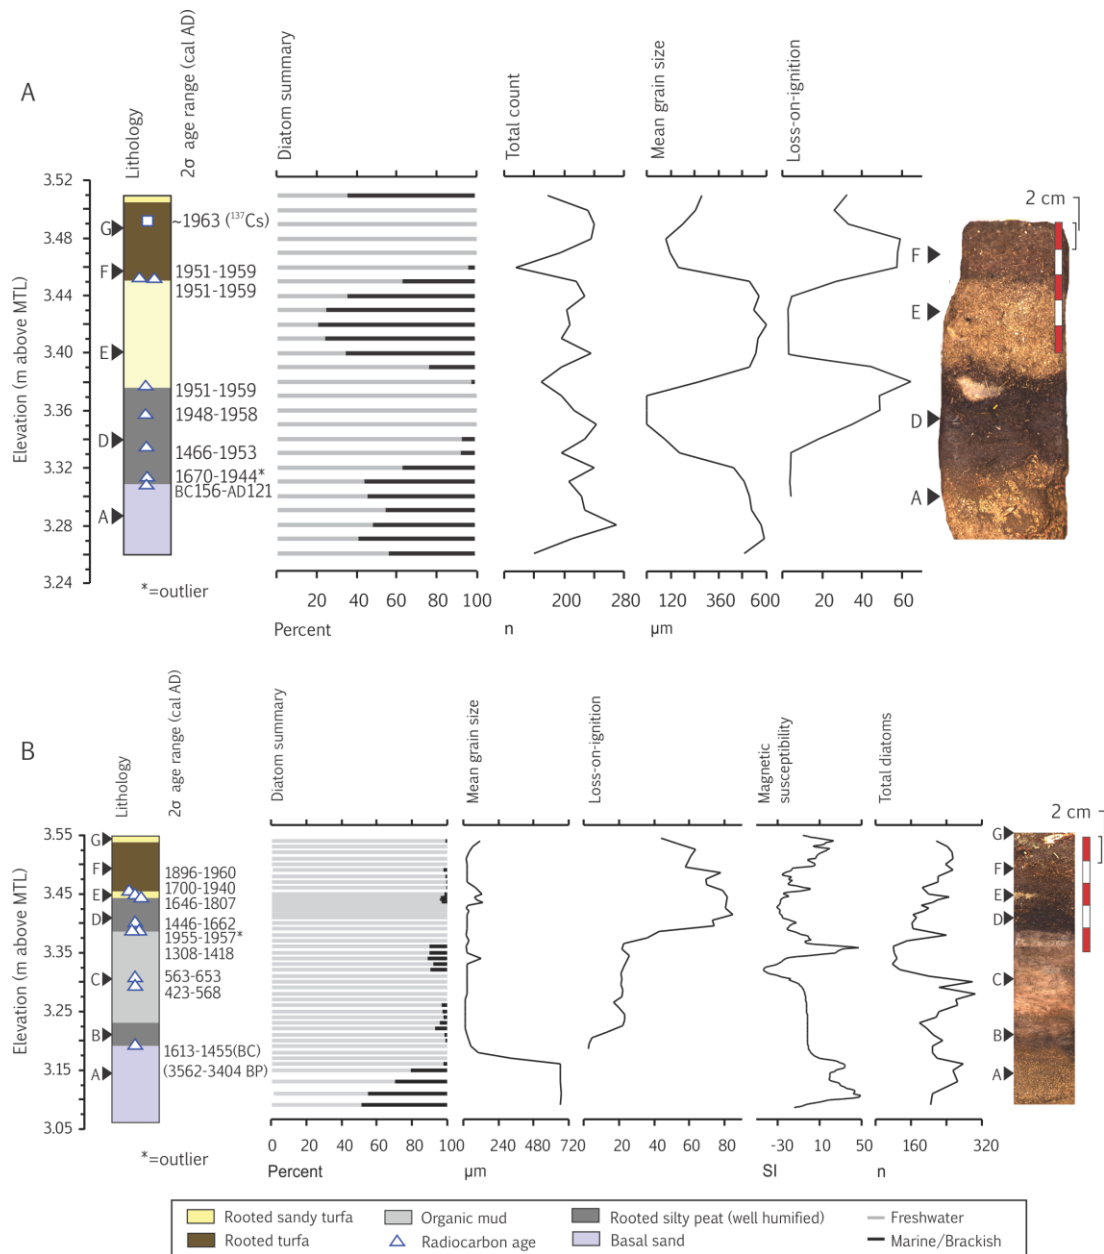 A
Lithology
2σ age range (cal AD)
Diatom summary
Total count
Mean grain size
Loss-on-ignition
2 cm
Elevation (m above MTL)
3.52
3.48
3.44
3.40
3.36
3.32
3.28
3.24
G
F
E
D
A
~1963 (¹³⁷Cs)
1951-1959
1951-1959
1951-1959
1948-1958
1466-1953
1670-1944*
BC156-AD121
*=outlier
20 40 60 80 100
Percent
200 280
n
120 360 600
µm
20 40 60
F
E
D
A
B
Lithology
2σ age range (cal AD)
Diatom summary
Mean grain size
Loss-on-ignition
Magnetic susceptibility
Total diatoms
2 cm
Elevation (m above MTL)
3.55
3.45
3.35
3.25
3.15
3.05
G
F
E
D
C
B
A
1896-1960
1700-1940
1646-1807
1446-1662
1955-1957*
1308-1418
563-653
423-568
1613-1455(BC)
(3562-3404 BP)
*=outlier
20 40 60 80 100
Percent
240 480 720
µm
20 40 60 80
-30 10 50
SI
160 320
n
G
F
E
D
C
B
A
Rooted sandy turfa
Organic mud
Rooted silty peat (well humified)
Freshwater
Rooted turfa
Radiocarbon age
Basal sand
Marine/Brackish